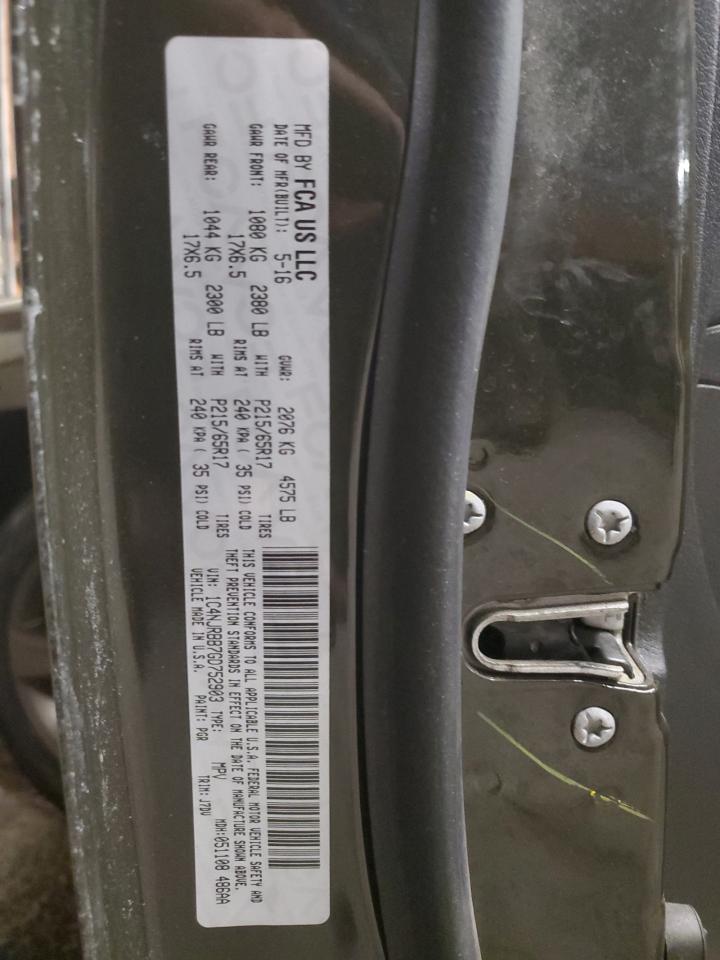 MFD BY FCA US LLC
DATE OF MFR(BUILT): 5-16 GVWR: 2076 KG 4575 LB
GAWR FRONT: 1080 KG 2380 LB WITH P215/65R17 TIRES
17X6.5 RIMS AT 240 KPA ( 35 PSI) COLD
GAWR REAR: 1044 KG 2300 LB WITH P215/65R17 TIRES
17X6.5 RIMS AT 240 KPA ( 35 PSI) COLD
THIS VEHICLE CONFORMS TO ALL APPLICABLE U.S.A. FEDERAL MOTOR VEHICLE SAFETY AND
THEFT PREVENTION STANDARDS IN EFFECT ON THE DATE OF MANUFACTURE SHOWN ABOVE.
VIN: 1C4NJRBB7GD752903 TYPE: MPV MDH:051108 486AA
VEHICLE MADE IN U.S.A. PAINT: PGR TRIM: J7DV